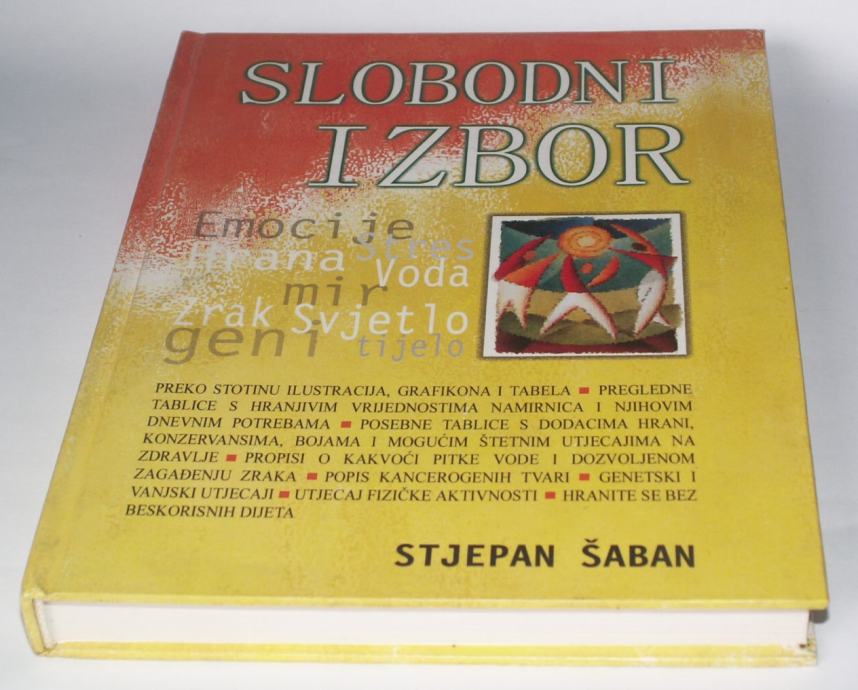 SLOBODNI
IZBOR
Emocije
Stres
Hrana
Voda
mir
Zrak Svjetlo
geni
tijelo
PREKO STOTINU ILUSTRACIJA, GRAFIKONA I TABELA ▪ PREGLEDNE
TABLICE S HRANJIVIM VRIJEDNOSTIMA NAMIRNICA I NJIHOVIM
DNEVNIM POTREBAMA ▪ POSEBNE TABLICE S DODACIMA HRANI,
KONZERVANSIMA, BOJAMA I MOGUĆIM ŠTETNIM UTJECAJIMA NA
ZDRAVLJE ▪ PROPISI O KAKVOĆI PITKE VODE I DOZVOLJENOM
ZAGAĐENJU ZRAKA ▪ POPIS KANCEROGENIH TVARI ▪ GENETSKI I
VANJSKI UTJECAJI ▪ UTJECAJ FIZIČKE AKTIVNOSTI ▪ HRANITE SE BEZ
BESKORISNIH DIJETA
STJEPAN ŠABAN